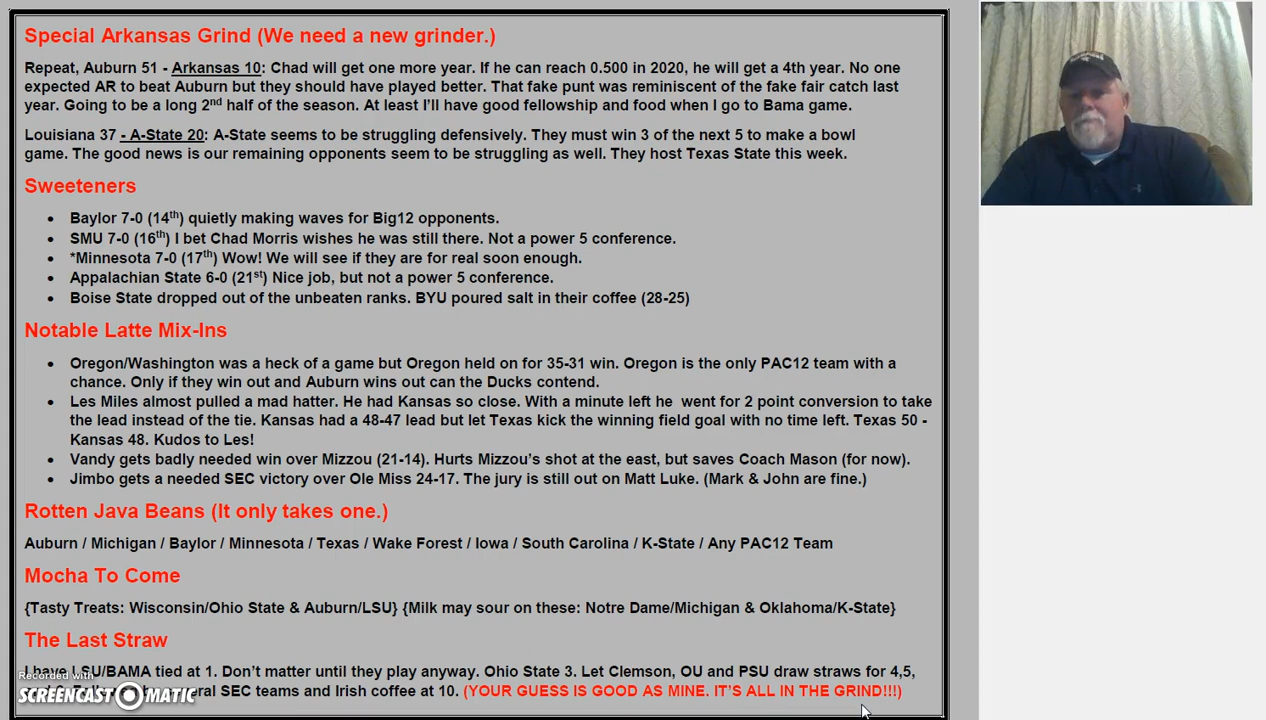 Special Arkansas Grind (We need a new grinder.)
Repeat, Auburn 51 - Arkansas 10: Chad will get one more year. If he can reach 0.500 in 2020, he will get a 4th year. No one
expected AR to beat Auburn but they should have played better. That fake punt was reminiscent of the fake fair catch last
year. Going to be a long 2nd half of the season. At least I'll have good fellowship and food when I go to Bama game.
Louisiana 37 - A-State 20: A-State seems to be struggling defensively. They must win 3 of the next 5 to make a bowl
game. The good news is our remaining opponents seem to be struggling as well. They host Texas State this week.
Sweeteners
• Baylor 7-0 (14th) quietly making waves for Big12 opponents.
• SMU 7-0 (16th) I bet Chad Morris wishes he was still there. Not a power 5 conference.
• *Minnesota 7-0 (17th) Wow! We will see if they are for real soon enough.
• Appalachian State 6-0 (21st) Nice job, but not a power 5 conference.
• Boise State dropped out of the unbeaten ranks. BYU poured salt in their coffee (28-25)
Notable Latte Mix-Ins
• Oregon/Washington was a heck of a game but Oregon held on for 35-31 win. Oregon is the only PAC12 team with a
chance. Only if they win out and Auburn wins out can the Ducks contend.
• Les Miles almost pulled a mad hatter. He had Kansas so close. With a minute left he went for 2 point conversion to take
the lead instead of the tie. Kansas had a 48-47 lead but let Texas kick the winning field goal with no time left. Texas 50 -
Kansas 48. Kudos to Les!
• Vandy gets badly needed win over Mizzou (21-14). Hurts Mizzou's shot at the east, but saves Coach Mason (for now).
• Jimbo gets a needed SEC victory over Ole Miss 24-17. The jury is still out on Matt Luke. (Mark & John are fine.)
Rotten Java Beans (It only takes one.)
Auburn / Michigan / Baylor / Minnesota / Texas / Wake Forest / Iowa / South Carolina / K-State / Any PAC12 Team
Mocha To Come
{Tasty Treats: Wisconsin/Ohio State & Auburn/LSU} {Milk may sour on these: Notre Dame/Michigan & Oklahoma/K-State}
The Last Straw
I have LSU/BAMA tied at 1. Don't matter until they play anyway. Ohio State 3. Let Clemson, OU and PSU draw straws for 4,5,
SEC teams and Irish coffee at 10. (YOUR GUESS IS GOOD AS MINE. IT'S ALL IN THE GRIND!!!)
Recorded with
SCREENCAST-O-MATIC